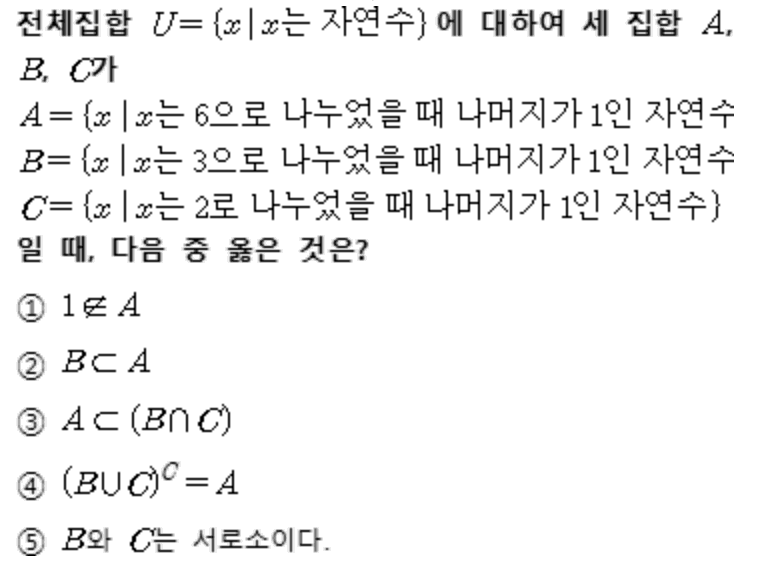 전체집합 U={x|x는 자연수}에 대하여 세 집합 A,
B, C가
A={x|x는 6으로 나누었을 때 나머지가 1인 자연수
B={x|x는 3으로 나누었을 때 나머지가 1인 자연수
C={x|x는 2로 나누었을 때 나머지가 1인 자연수}
일 때, 다음 중 옳은 것은?
① 1∉A
② B⊂A
③ A⊂(B∩C)
④ (B∪C)^C=A
⑤ B와 C는 서로소이다.